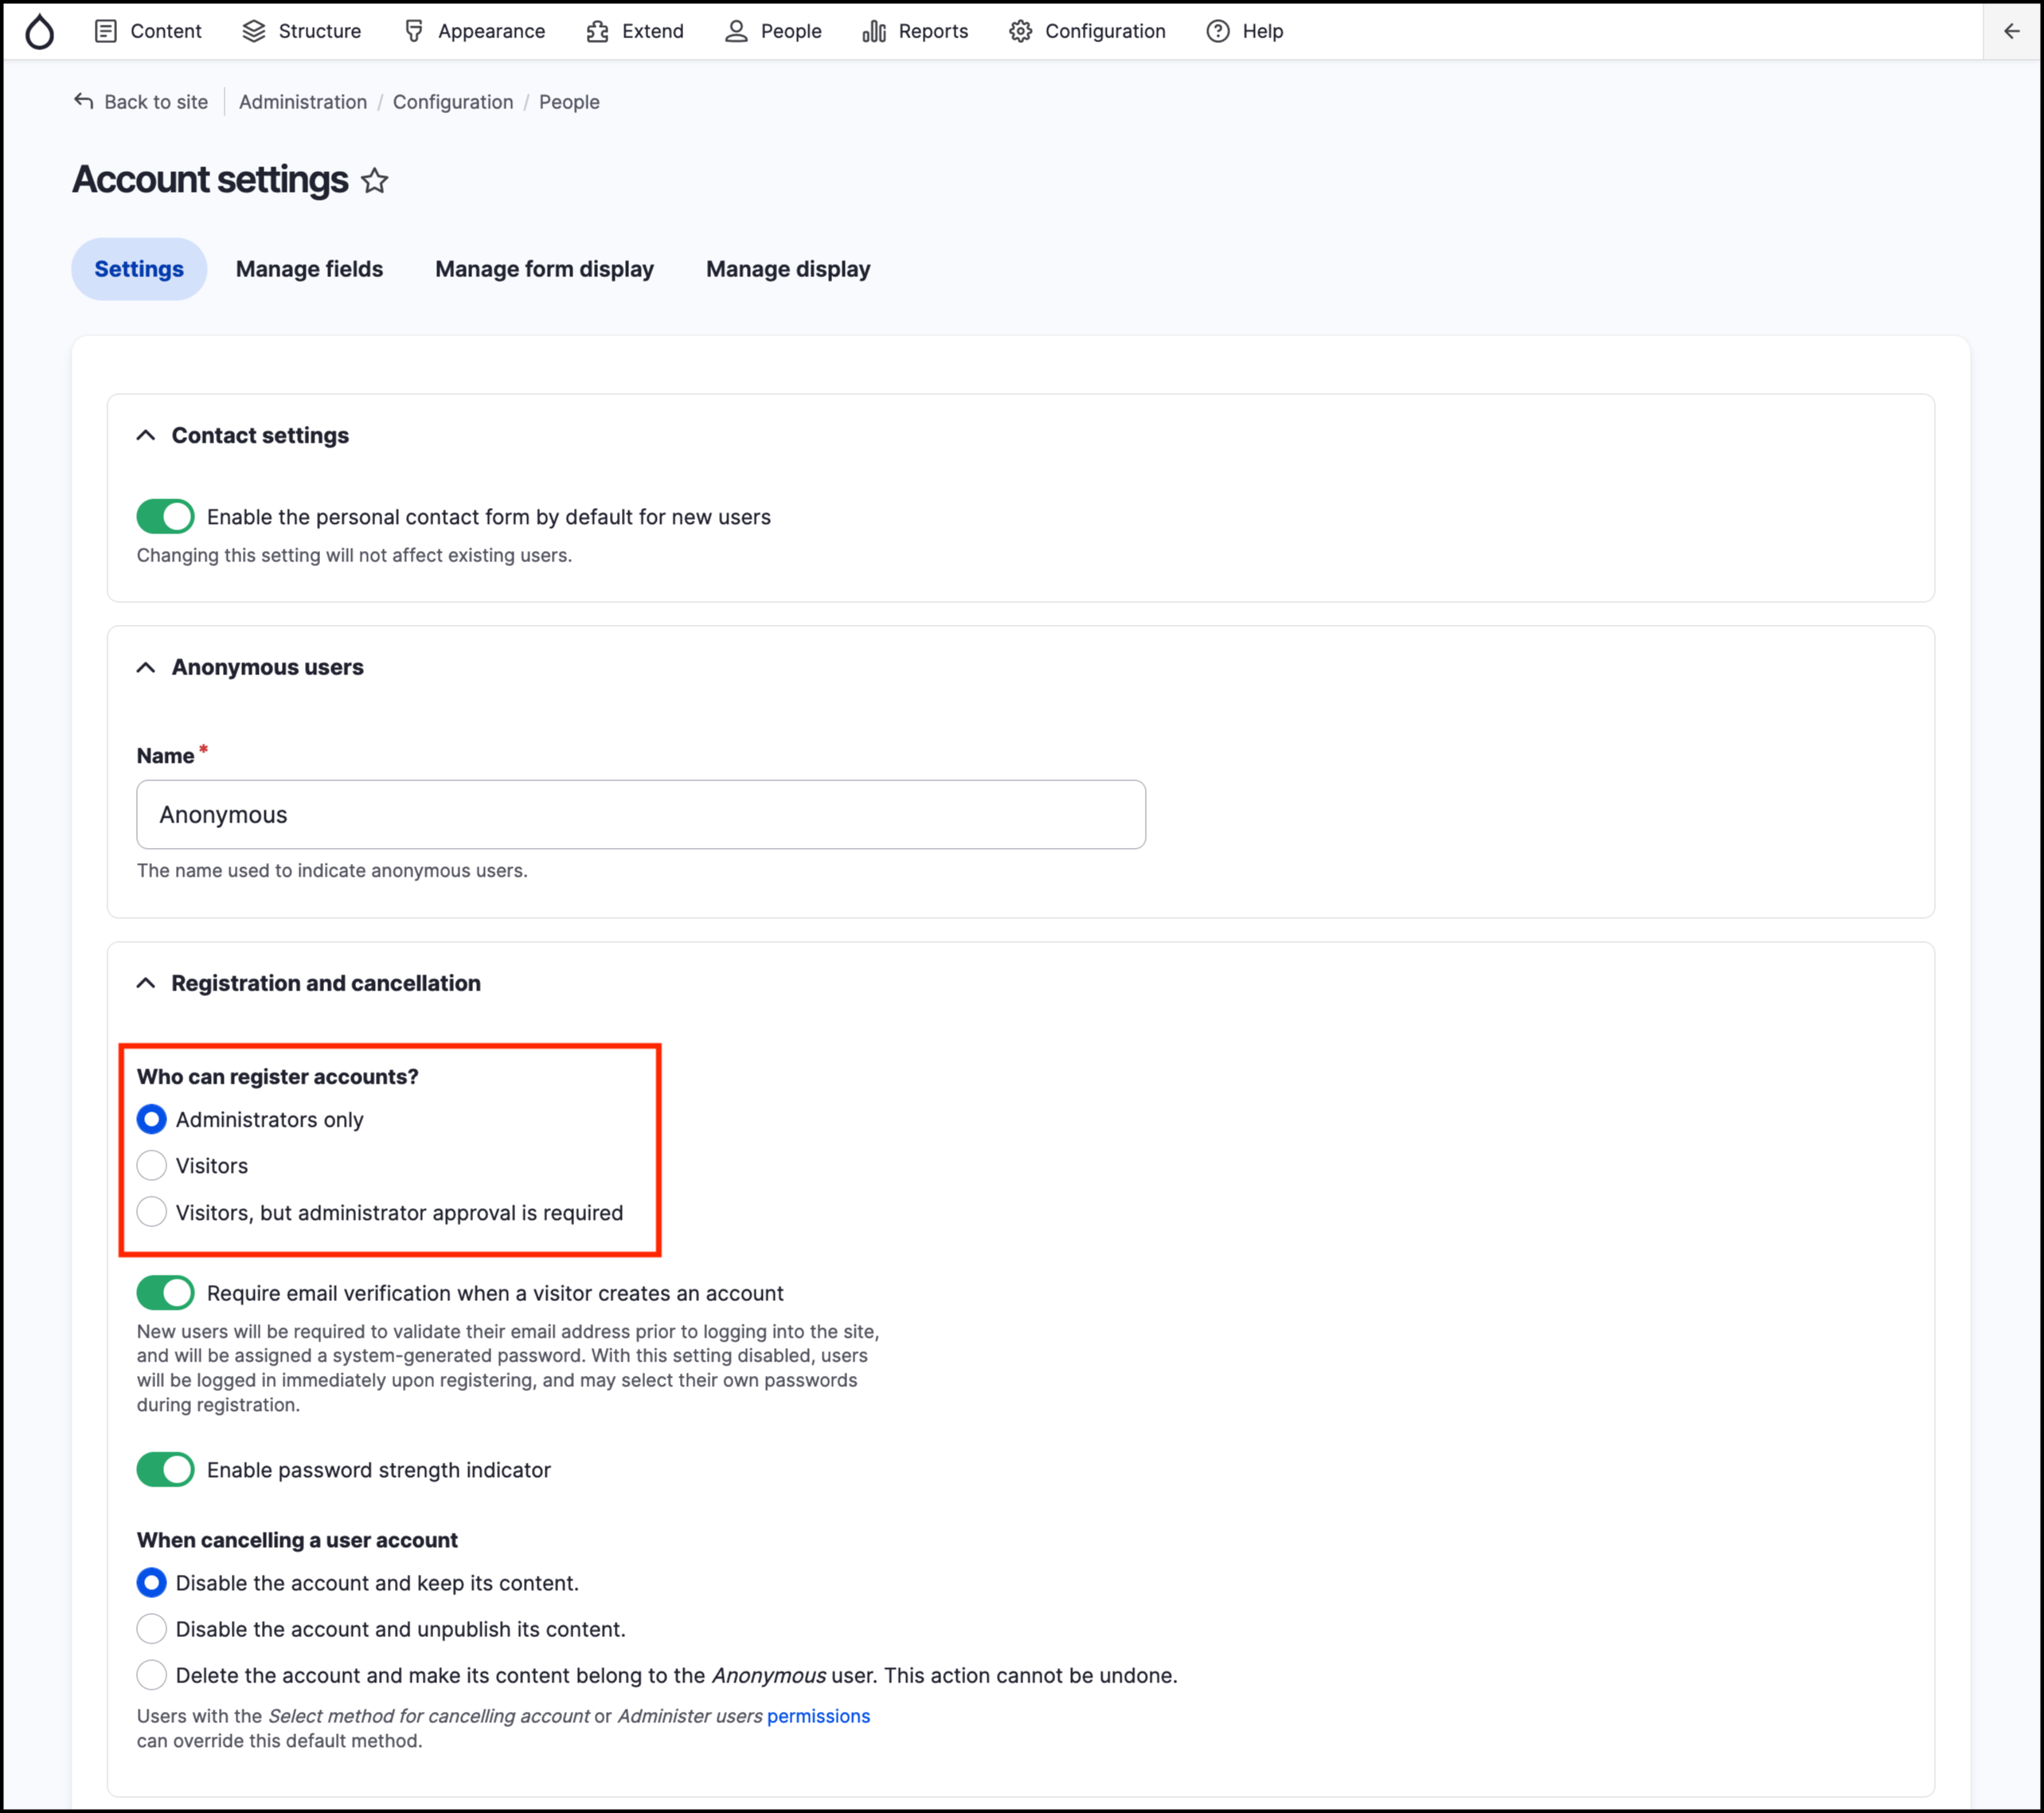 Content Structure Appearance Extend People Reports Configuration Help
Back to site Administration / Configuration / People
Account settings
Settings Manage fields Manage form display Manage display
Contact settings
Enable the personal contact form by default for new users
Changing this setting will not affect existing users.
Anonymous users
Name *
Anonymous
The name used to indicate anonymous users.
Registration and cancellation
Who can register accounts?
Administrators only
Visitors
Visitors, but administrator approval is required
Require email verification when a visitor creates an account
New users will be required to validate their email address prior to logging into the site,
and will be assigned a system-generated password. With this setting disabled, users
will be logged in immediately upon registering, and may select their own passwords
during registration.
Enable password strength indicator
When cancelling a user account
Disable the account and keep its content.
Disable the account and unpublish its content.
Delete the account and make its content belong to the Anonymous user. This action cannot be undone.
Users with the Select method for cancelling account or Administer users permissions
can override this default method.